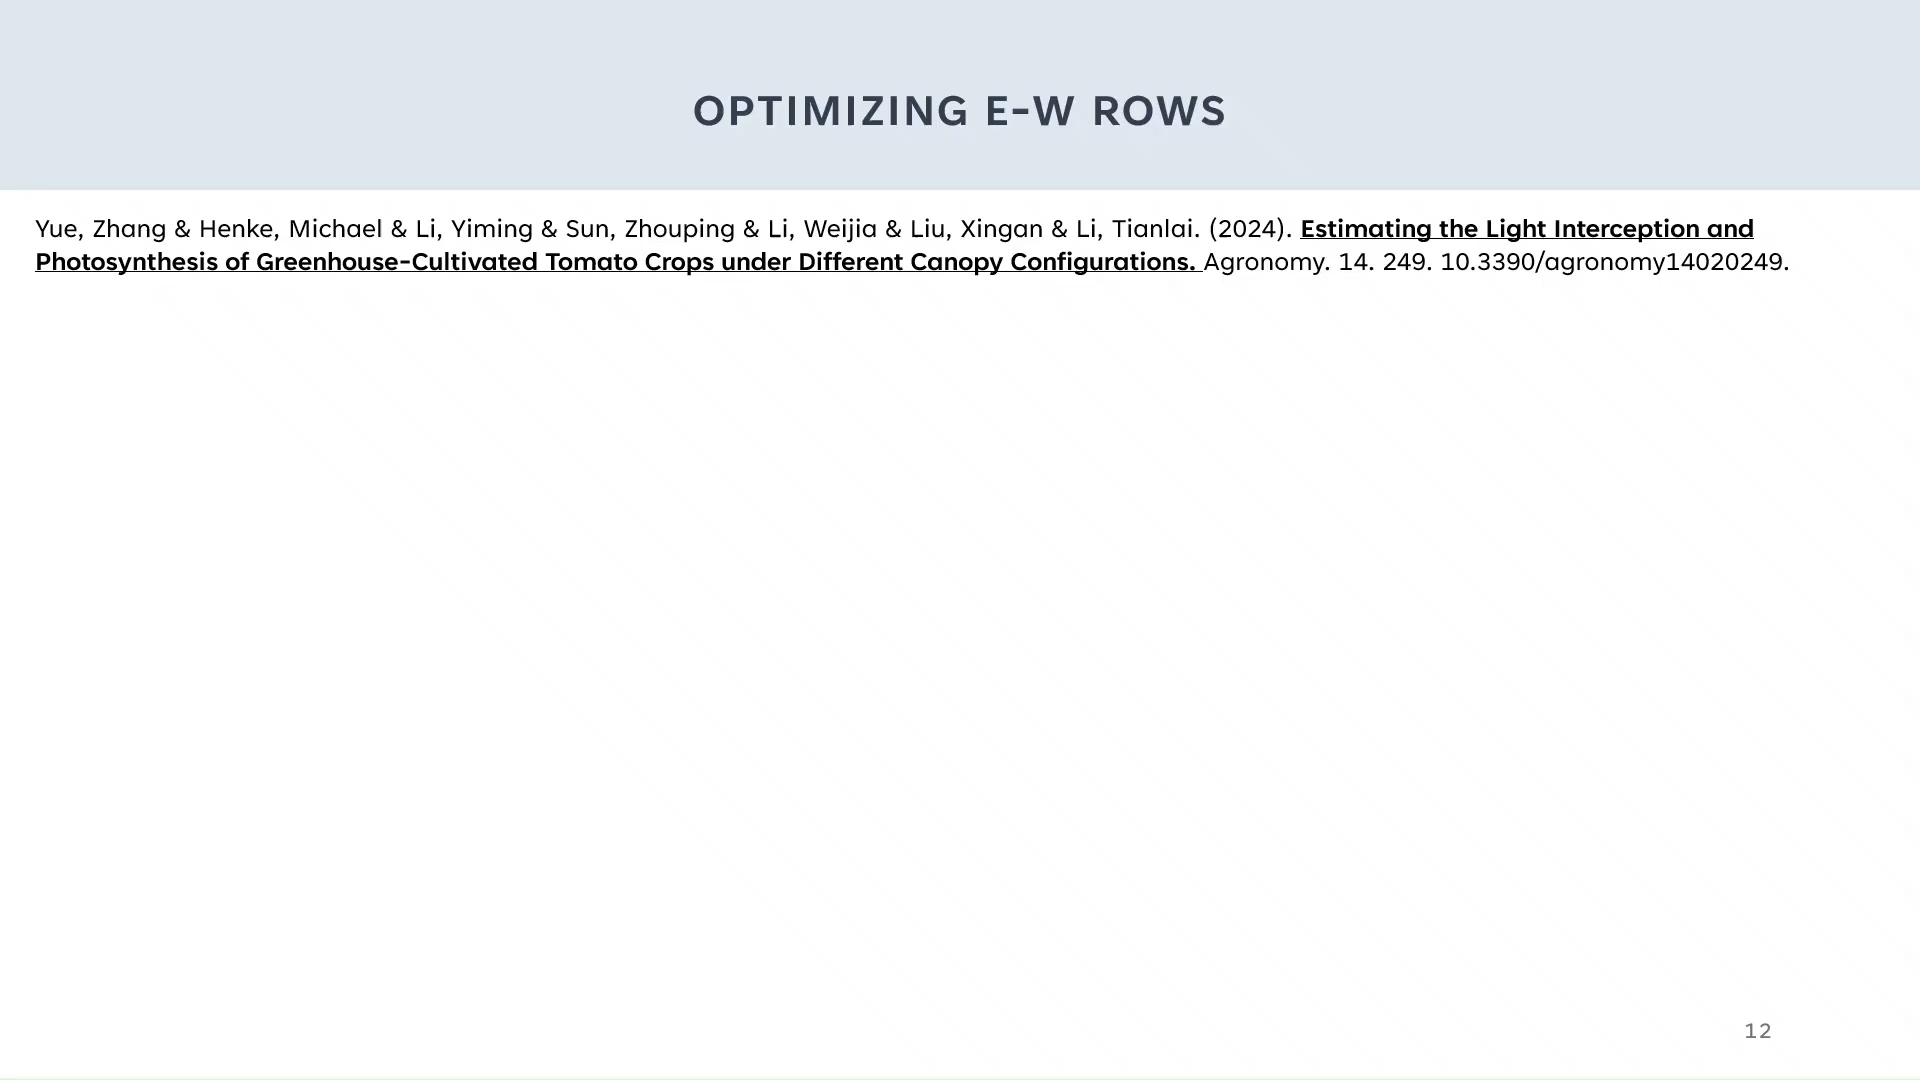 OPTIMIZING E-W ROWS
Yue, Zhang & Henke, Michael & Li, Yiming & Sun, Zhouping & Li, Weijia & Liu, Xingan & Li, Tianlai. (2024). Estimating the Light Interception and
Photosynthesis of Greenhouse-Cultivated Tomato Crops under Different Canopy Configurations. Agronomy. 14. 249. 10.3390/agronomy14020249.
12